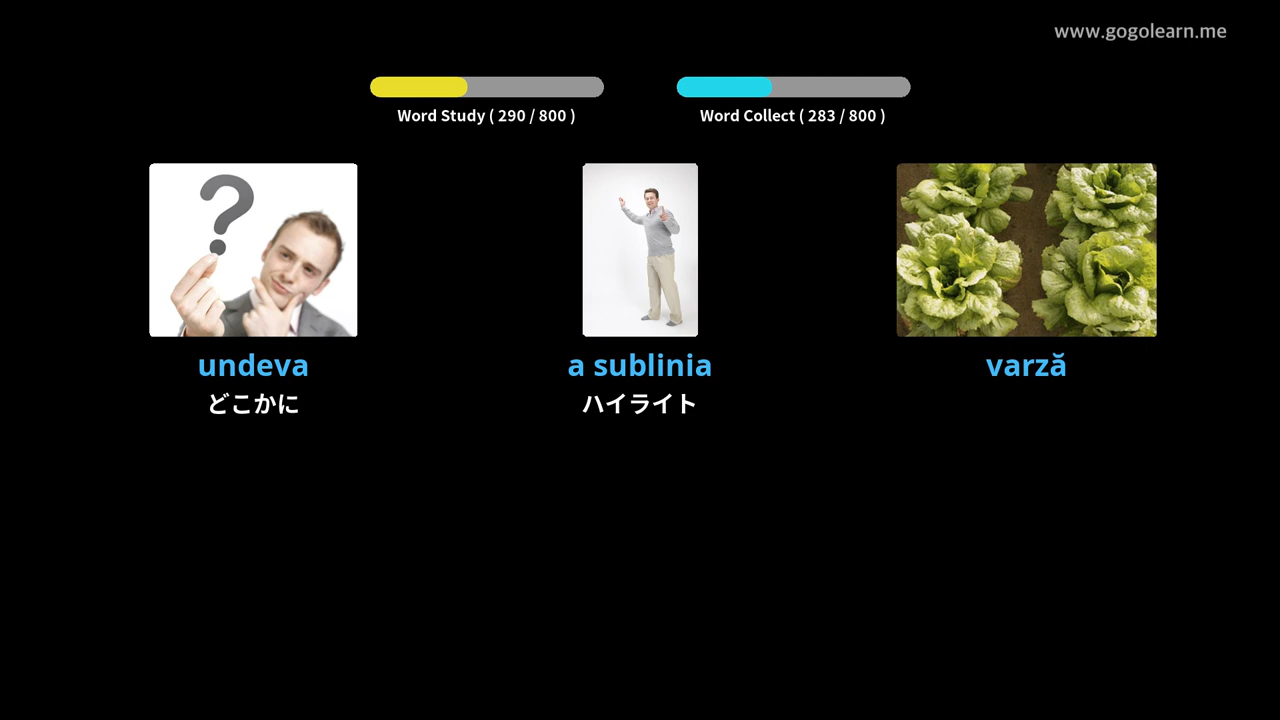 www.gogolearn.me
Word Study ( 290 / 800 )
Word Collect ( 283 / 800 )
?
undeva
a sublinia
varză
どこかに
ハイライト